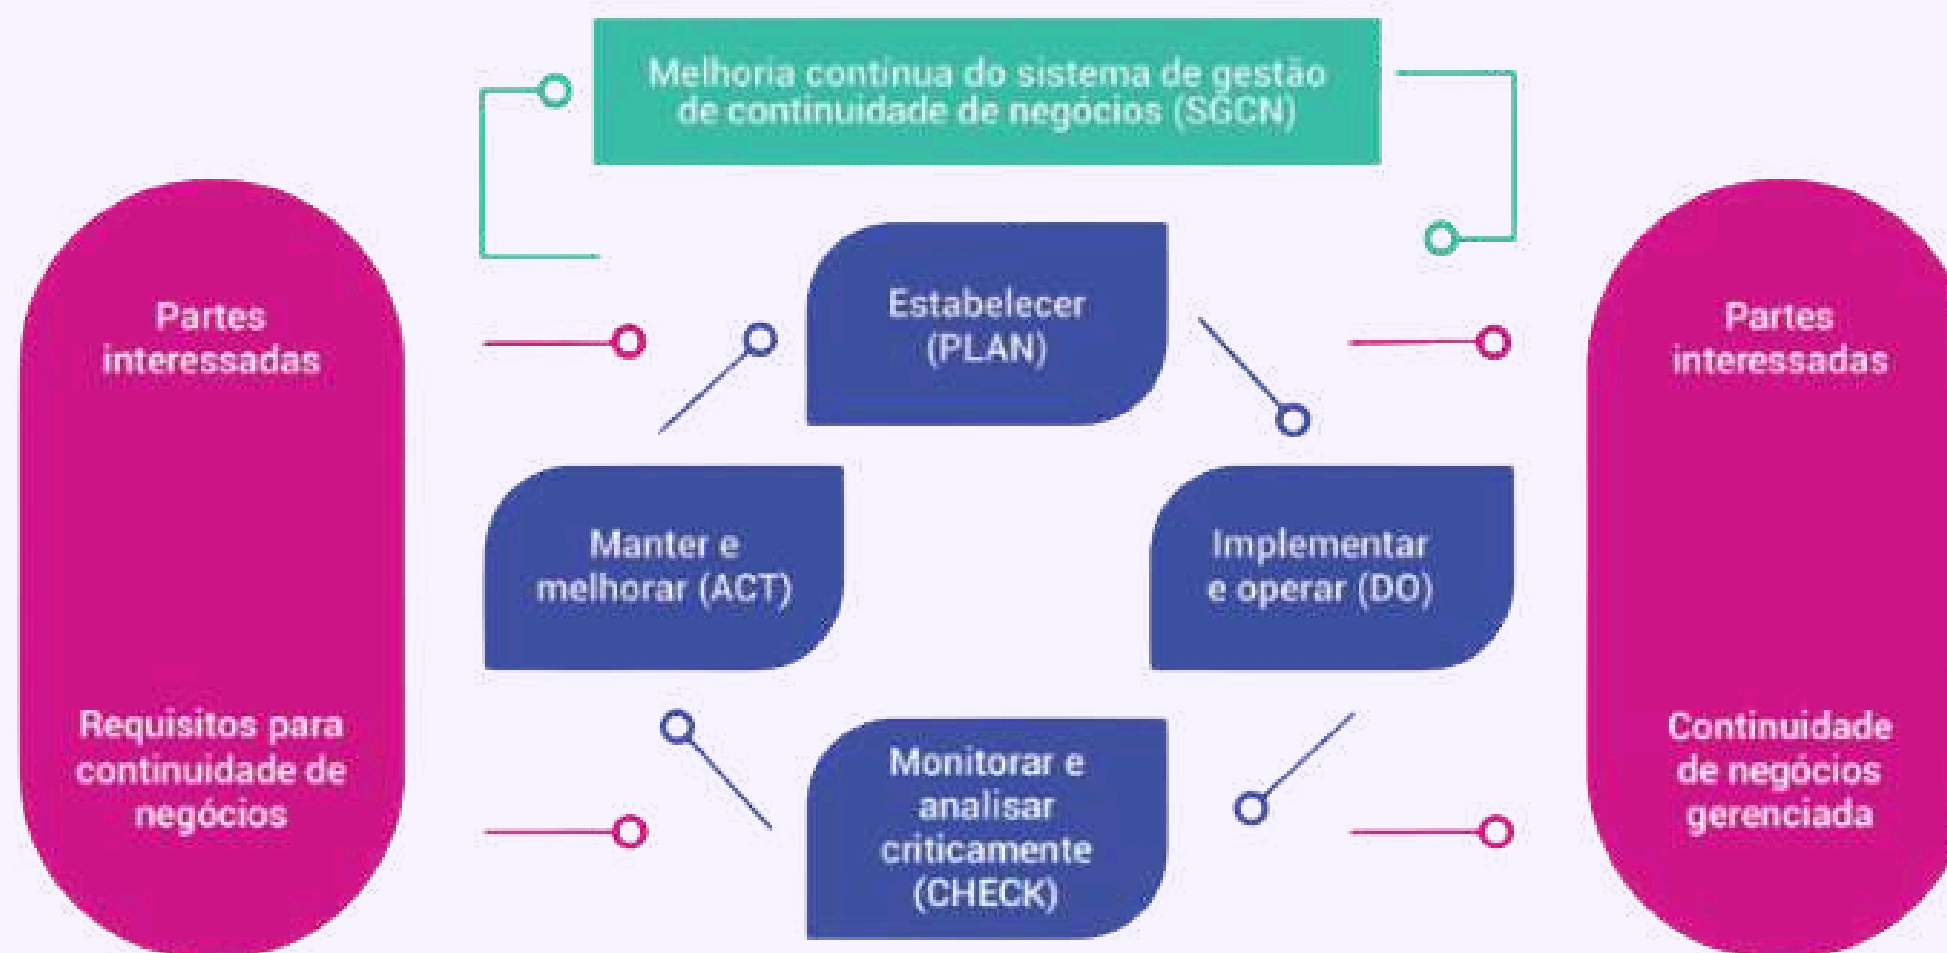 Melhoria contínua do sistema de gestão
de continuidade de negócios (SGCN)
Partes
interessadas
Requisitos para
continuidade de
negócios
Estabelecer
(PLAN)
Manter e
melhorar (ACT)
Implementar
e operar (DO)
Monitorar e
analisar
criticamente
(CHECK)
Partes
interessadas
Continuidade
de negócios
gerenciada